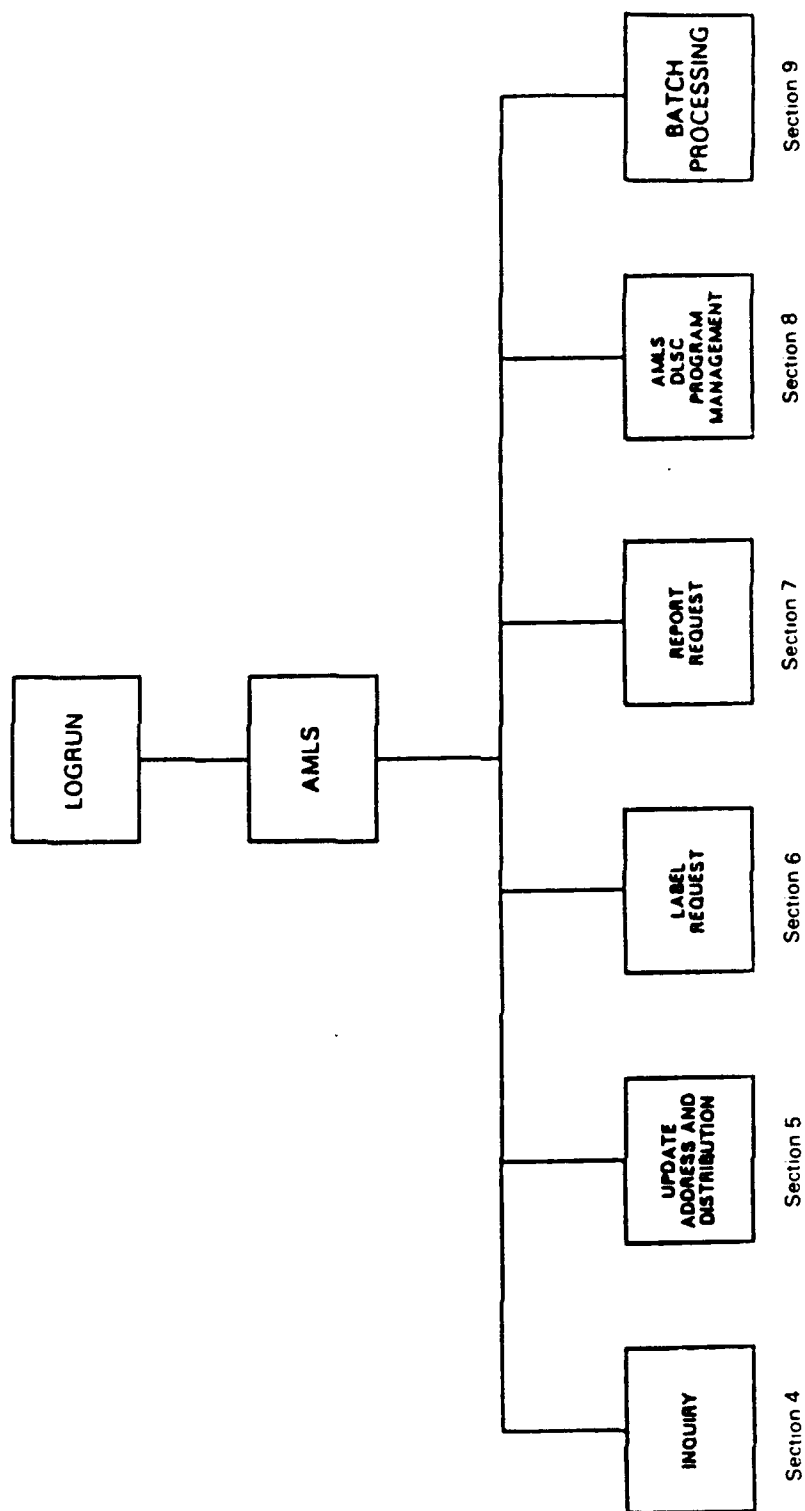 LOGRUN
AMLS
INQUIRY
Section 4
UPDATE
ADDRESS AND
DISTRIBUTION
Section 5
LABEL
REQUEST
Section 6
REPORT
REQUEST
Section 7
AMLS
DLSC
PROGRAM
MANAGEMENT
Section 8
BATCH
PROCESSING
Section 9